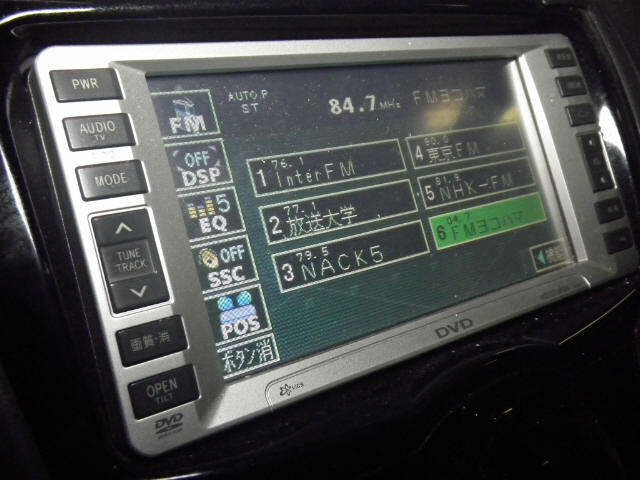 PWR
AUDIO
TV
MODE
TUNE
TRACK
画質・消
OPEN
TILT
DVD
FM
OFF
DSP
5
EQ
OFF
SSC
POS
ボタン消
AUTO.P
ST
84.7MHz FMヨコハマ
76.1
1 InterFM
77.1
2 放送大学
79.5
3 NACK5
80.0
4 東京FM
81.9
5 NHK-FM
84.7
6 FMヨコハマ
DVD